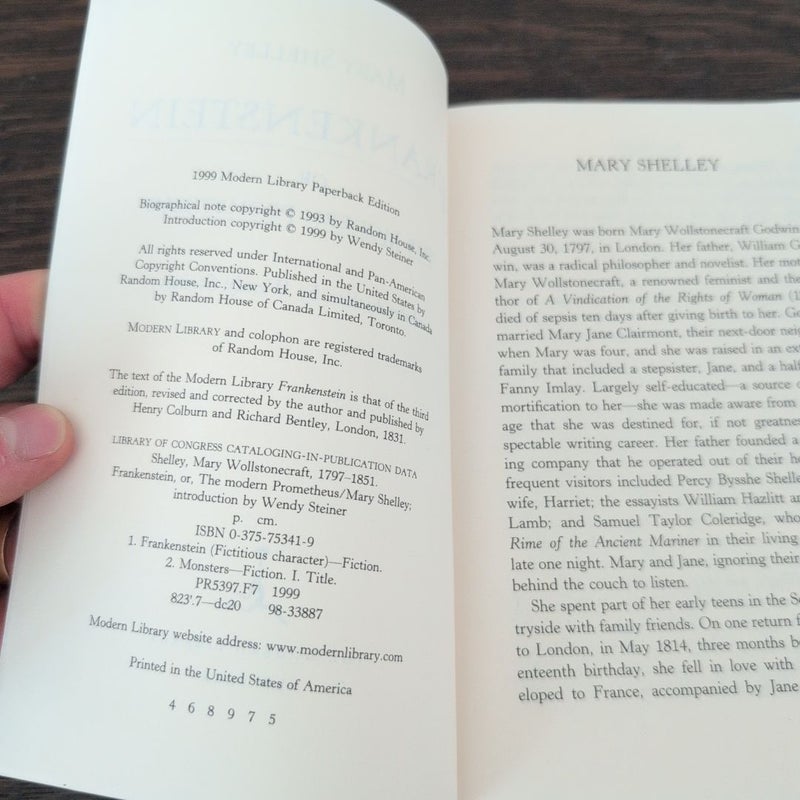 1999 Modern Library Paperback Edition
Biographical note copyright © 1993 by Random House, Inc.
Introduction copyright © 1999 by Wendy Steiner
All rights reserved under International and Pan-American
Copyright Conventions. Published in the United States by
Random House, Inc., New York, and simultaneously in Canada
by Random House of Canada Limited, Toronto.
MODERN LIBRARY and colophon are registered trademarks
of Random House, Inc.
The text of the Modern Library Frankenstein is that of the third
edition, revised and corrected by the author and published by
Henry Colburn and Richard Bentley, London, 1831.
LIBRARY OF CONGRESS CATALOGING-IN-PUBLICATION DATA
Shelley, Mary Wollstonecraft, 1797–1851.
Frankenstein, or, The modern Prometheus/Mary Shelley;
introduction by Wendy Steiner
p. cm.
ISBN 0-375-75341-9
1. Frankenstein (Fictitious character)—Fiction.
2. Monsters—Fiction. I. Title.
PR5397.F7 1999
823'.7—dc20 98-33887
Modern Library website address: www.modernlibrary.com
Printed in the United States of America
4 6 8 9 7 5
MARY SHELLEY
Mary Shelley was born Mary Wollstonecraft Godwin
August 30, 1797, in London. Her father, William G
win, was a radical philosopher and novelist. Her mot
Mary Wollstonecraft, a renowned feminist and the
thor of A Vindication of the Rights of Woman (1
died of sepsis ten days after giving birth to her. Go
married Mary Jane Clairmont, their next-door neig
when Mary was four, and she was raised in an ext
family that included a stepsister, Jane, and a half
Fanny Imlay. Largely self-educated—a source o
mortification to her—she was made aware from
age that she was destined for, if not greatnes
spectable writing career. Her father founded a
ing company that he operated out of their ho
frequent visitors included Percy Bysshe Shelle
wife, Harriet; the essayists William Hazlitt an
Lamb; and Samuel Taylor Coleridge, who
Rime of the Ancient Mariner in their living
late one night. Mary and Jane, ignoring their
behind the couch to listen.
She spent part of her early teens in the Sc
tryside with family friends. On one return f
to London, in May 1814, three months be
enteenth birthday, she fell in love with
eloped to France, accompanied by Jane